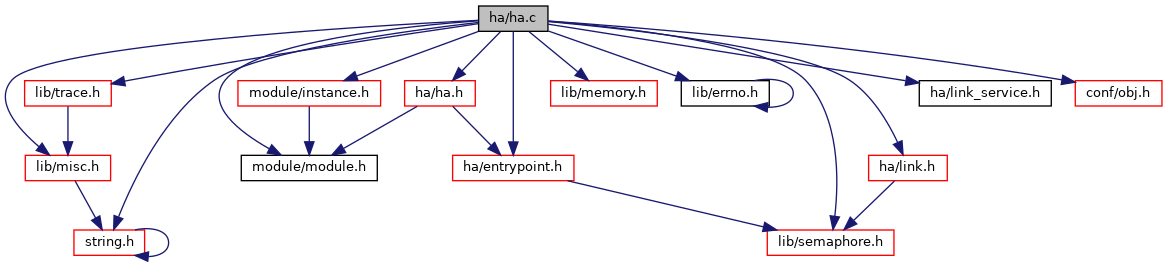 ha/ha.c
lib/trace.h
module/instance.h
ha/ha.h
lib/memory.h
lib/errno.h
ha/link_service.h
conf/obj.h
lib/misc.h
module/module.h
ha/entrypoint.h
ha/link.h
string.h
lib/semaphore.h